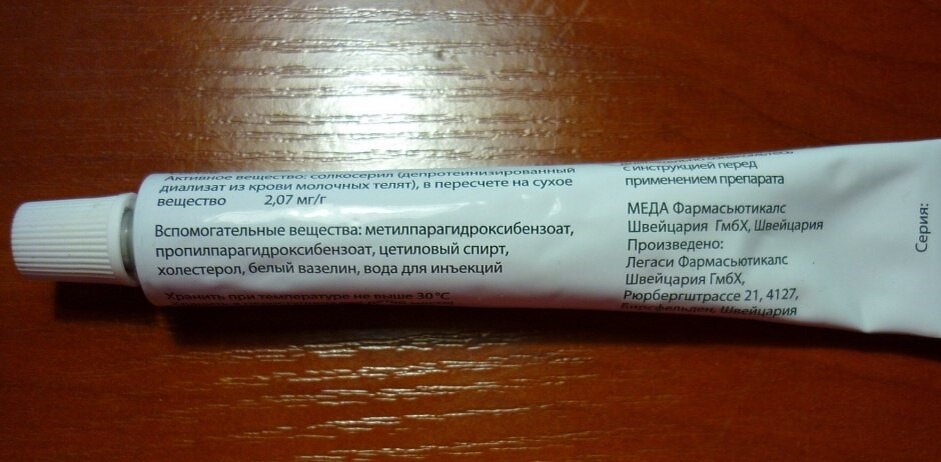 Активное вещество: солкосерил (депротеинизированный
диализат из крови молочных телят), в пересчете на сухое
вещество 2,07 мг/г
Вспомогательные вещества: метилпарагидроксибензоат,
пропилпарагидроксибензоат, цетиловый спирт,
холестерол, белый вазелин, вода для инъекций
Хранить при температуре не выше 30°C
с инструкцией перед
применением препарата
МЕДА Фармасьютикалс
Швейцария ГмбХ, Швейцария
Произведено:
Легаси Фармасьютикалс
Швейцария ГмбХ,
Рюрбергштрассе 21, 4127,
Бирсфельден, Швейцария
Серия: